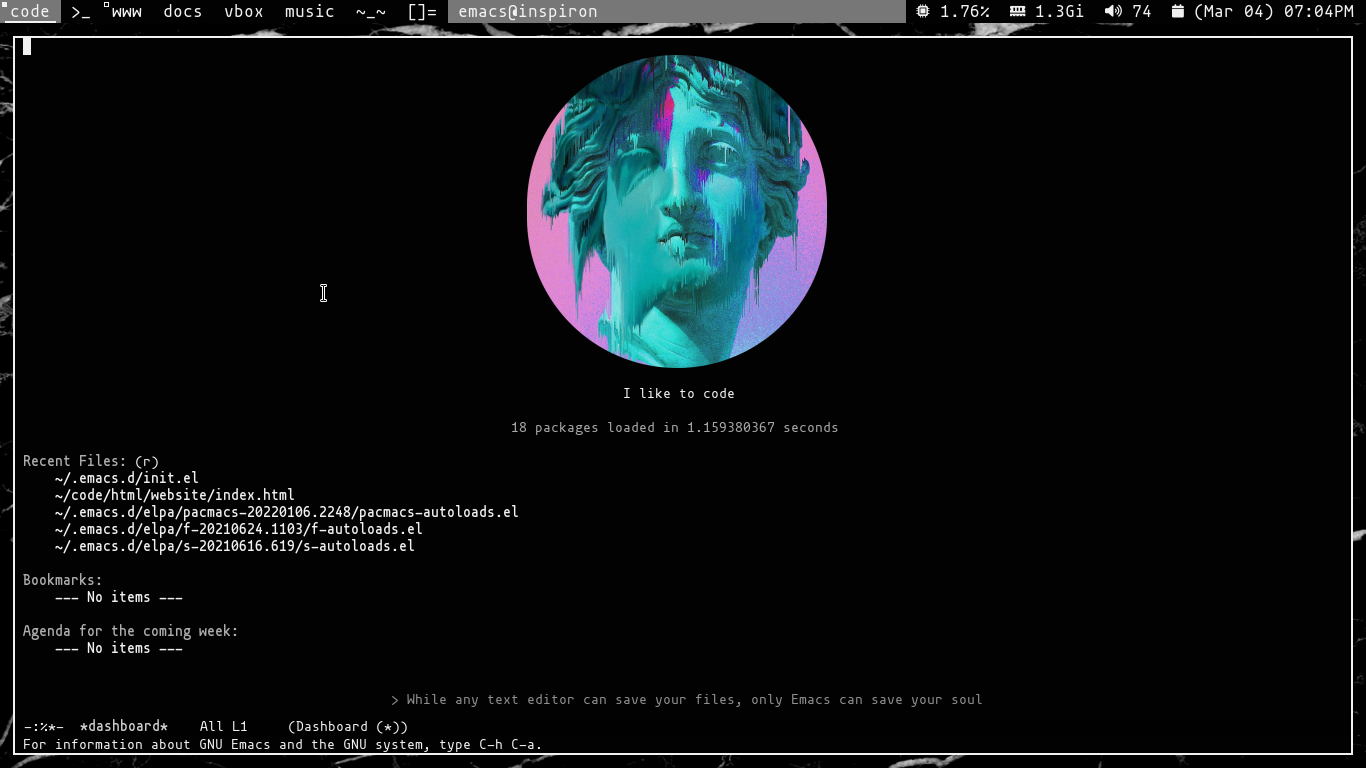 code >_ www docs vbox music ~_~ []= emacs@inspiron 1.76% 1.3Gi 74 (Mar 04) 07:04PM
I like to code
18 packages loaded in 1.159380367 seconds
Recent Files: (r)
~/.emacs.d/init.el
~/code/html/website/index.html
~/.emacs.d/elpa/pacmacs-20220106.2248/pacmacs-autoloads.el
~/.emacs.d/elpa/f-20210624.1103/f-autoloads.el
~/.emacs.d/elpa/s-20210616.619/s-autoloads.el
Bookmarks:
--- No items ---
Agenda for the coming week:
--- No items ---
> While any text editor can save your files, only Emacs can save your soul
-:%*- *dashboard* All L1 (Dashboard (*))
For information about GNU Emacs and the GNU system, type C-h C-a.